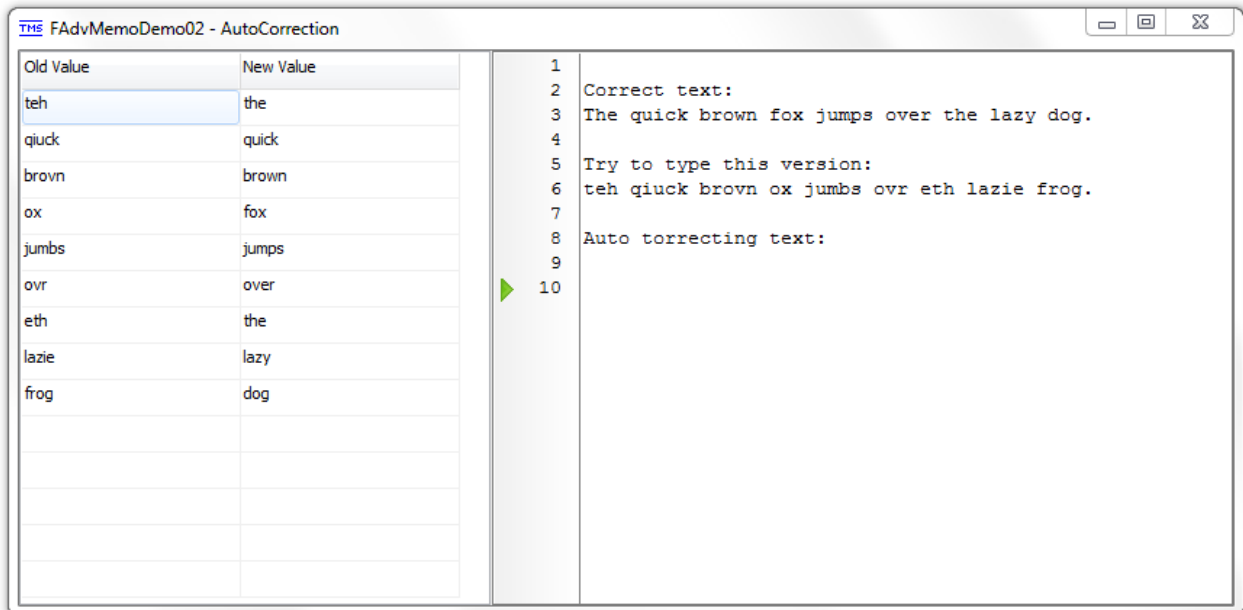 TMS FAdvMemoDemo02 - AutoCorrection
Old Value New Value
teh the
qiuck quick
brovn brown
ox fox
jumbs jumps
ovr over
eth the
lazie lazy
frog dog
1
2 Correct text:
3 The quick brown fox jumps over the lazy dog.
4
5 Try to type this version:
6 teh qiuck brovn ox jumbs ovr eth lazie frog.
7
8 Auto torrecting text:
9
10